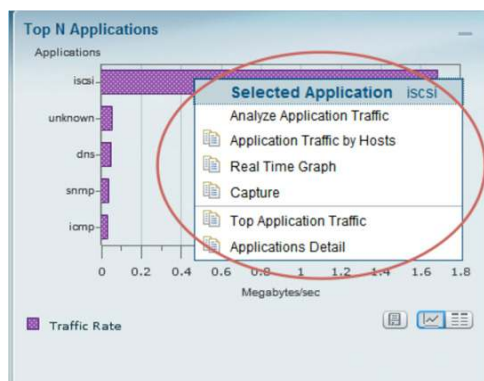 Top N Applications
Applications
iscsi
Selected Application iscsi
Analyze Application Traffic
unknown
Application Traffic by Hosts
dns
Real Time Graph
snmp
Capture
icmp
Top Application Traffic
Applications Detail
0 0.2 0.4 0.6 0.8 1 1.2 1.4 1.6 1.8
Megabytes/sec
Traffic Rate